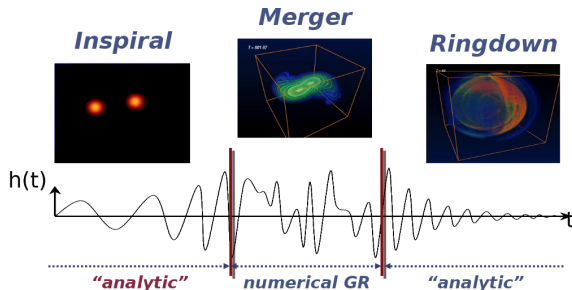 Inspiral
Merger
Ringdown
h(t)
t
“analytic”
numerical GR
“analytic”